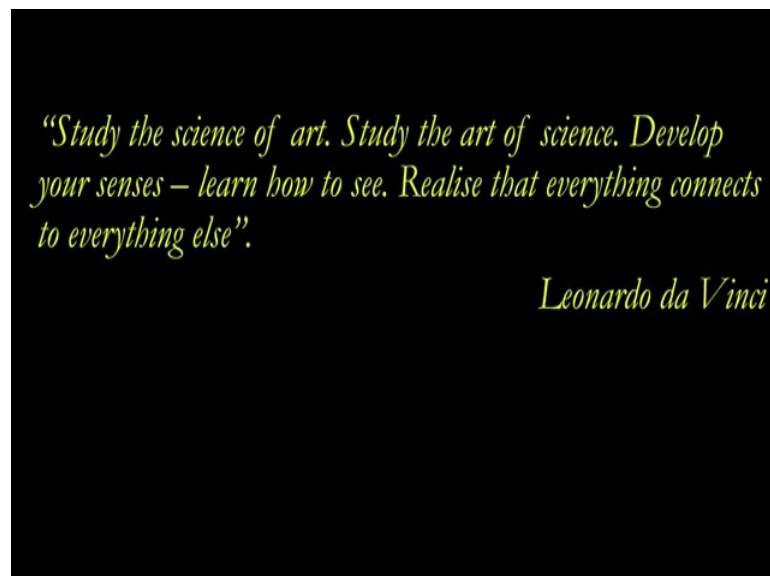 “Study the science of art. Study the art of science. Develop
your senses – learn how to see. Realise that everything connects
to everything else”.
Leonardo da Vinci